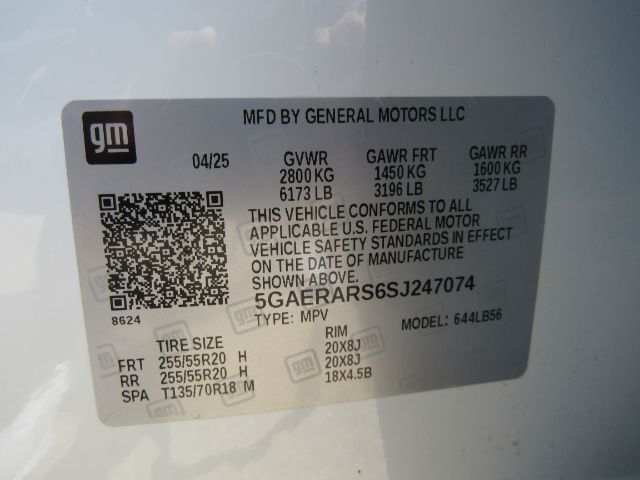 gm
MFD BY GENERAL MOTORS LLC
04/25 GVWR GAWR FRT GAWR RR
2800 KG 1450 KG 1600 KG
6173 LB 3196 LB 3527 LB
THIS VEHICLE CONFORMS TO ALL
APPLICABLE U.S. FEDERAL MOTOR
VEHICLE SAFETY STANDARDS IN EFFECT
ON THE DATE OF MANUFACTURE
SHOWN ABOVE.
5GAERARS6SJ247074
8624
TYPE: MPV MODEL: 644LB56
TIRE SIZE RIM
FRT 255/55R20 H 20X8J
RR 255/55R20 H 20X8J
SPA T135/70R18 M 18X4.5B